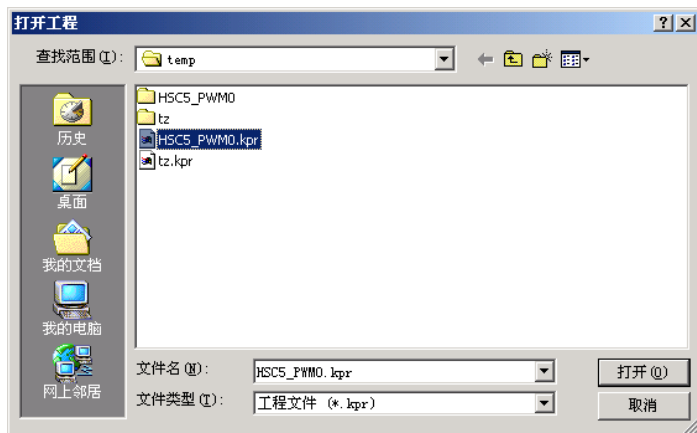 打开工程
查找范围(I):
temp
历史
桌面
我的文档
我的电脑
网上邻居
HSC5_PWM0
tz
HSC5_PWM0.kpr
tz.kpr
文件名(N):
HSC5_PWM0.kpr
打开(O)
文件类型(T):
工程文件 (*.kpr)
取消